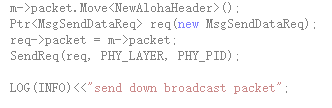 m->packet.Move<NewAlohaHeader>();
Ptr<MsgSendDataReq> req(new MsgSendDataReq);
req->packet = m->packet;
SendReq(req, PHY_LAYER, PHY_PID);
LOG(INFO)<<"send down broadcast packet";